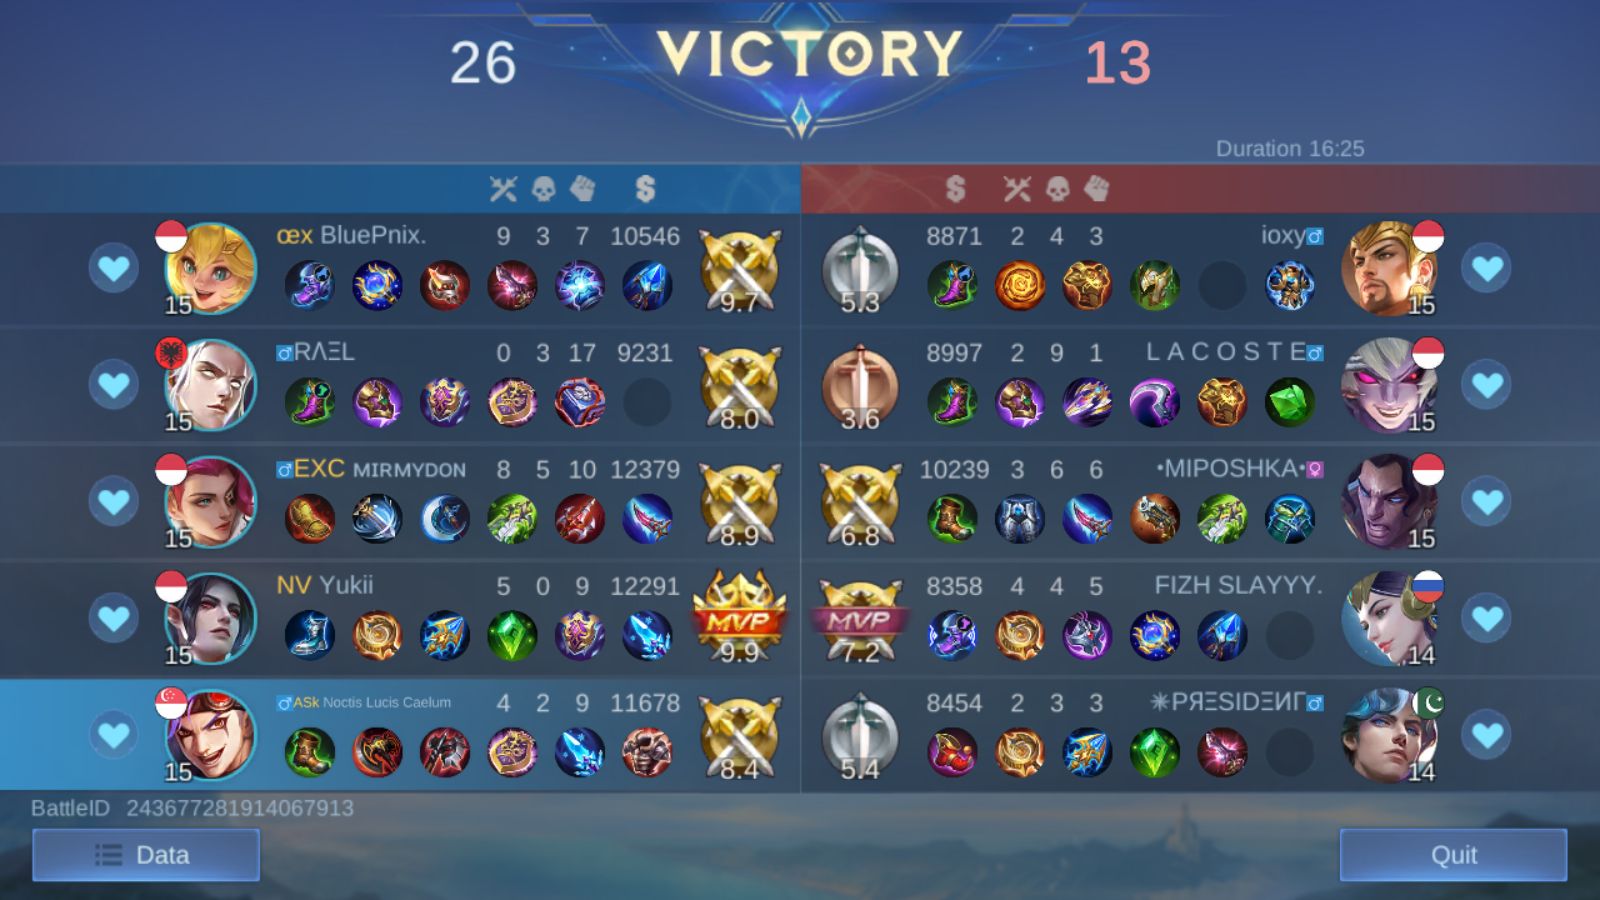 26 VICTORY 13
Duration 16:25
œx BluePnix. 9 3 7 10546
15 9.7
5.3 8871 2 4 3 ioxy 15
RΛΞL 0 3 17 9231
15 8.0
3.6 8997 2 9 1 L A C O S T E 15
EXC MIRMYDON 8 5 10 12379
15 8.9
6.8 10239 3 6 6 •MIPOSHKA• 15
NV Yukii 5 0 9 12291
15 MVP 9.9
MVP 7.2 8358 4 4 5 FIZH SLAYYY. 14
ASk Noctis Lucis Caelum 4 2 9 11678
15 8.4
5.4 8454 2 3 3 ✳PЯΞSIDΞИΓ 14
BattleID 243677281914067913
Data
Quit